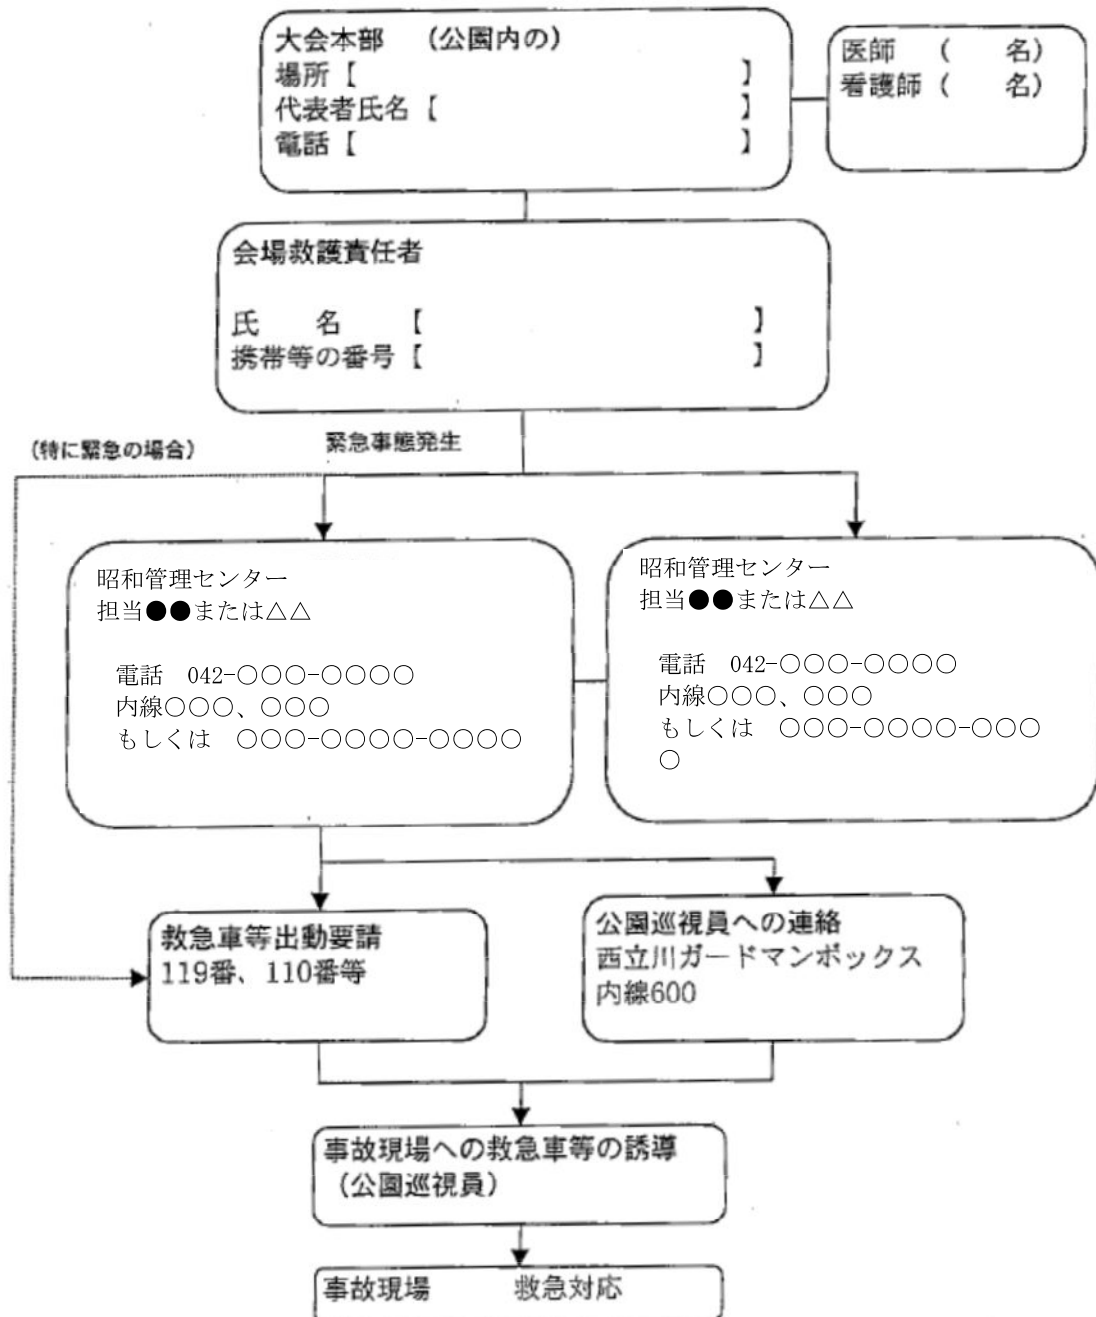 大会本部　（公園内の）
場所【　　　　　　　　　　　　　　】
代表者氏名【　　　　　　　　　　　】
電話【　　　　　　　　　　　　　　】
医師　（　　名）
看護師（　　名）
会場救護責任者
氏　　名　　【　　　　　　　　　　　　】
携帯等の番号【　　　　　　　　　　　　】
（特に緊急の場合）
緊急事態発生
昭和管理センター
担当●●または△△
電話　042-○○○-○○○○
内線○○○、○○○
もしくは　○○○-○○○○-○○○○
昭和管理センター
担当●●または△△
電話　042-○○○-○○○○
内線○○○、○○○
もしくは　○○○-○○○○-○○○
○
救急車等出動要請
119番、110番等
公園巡視員への連絡
西立川ガードマンボックス
内線600
事故現場への救急車等の誘導
（公園巡視員）
事故現場　　　救急対応